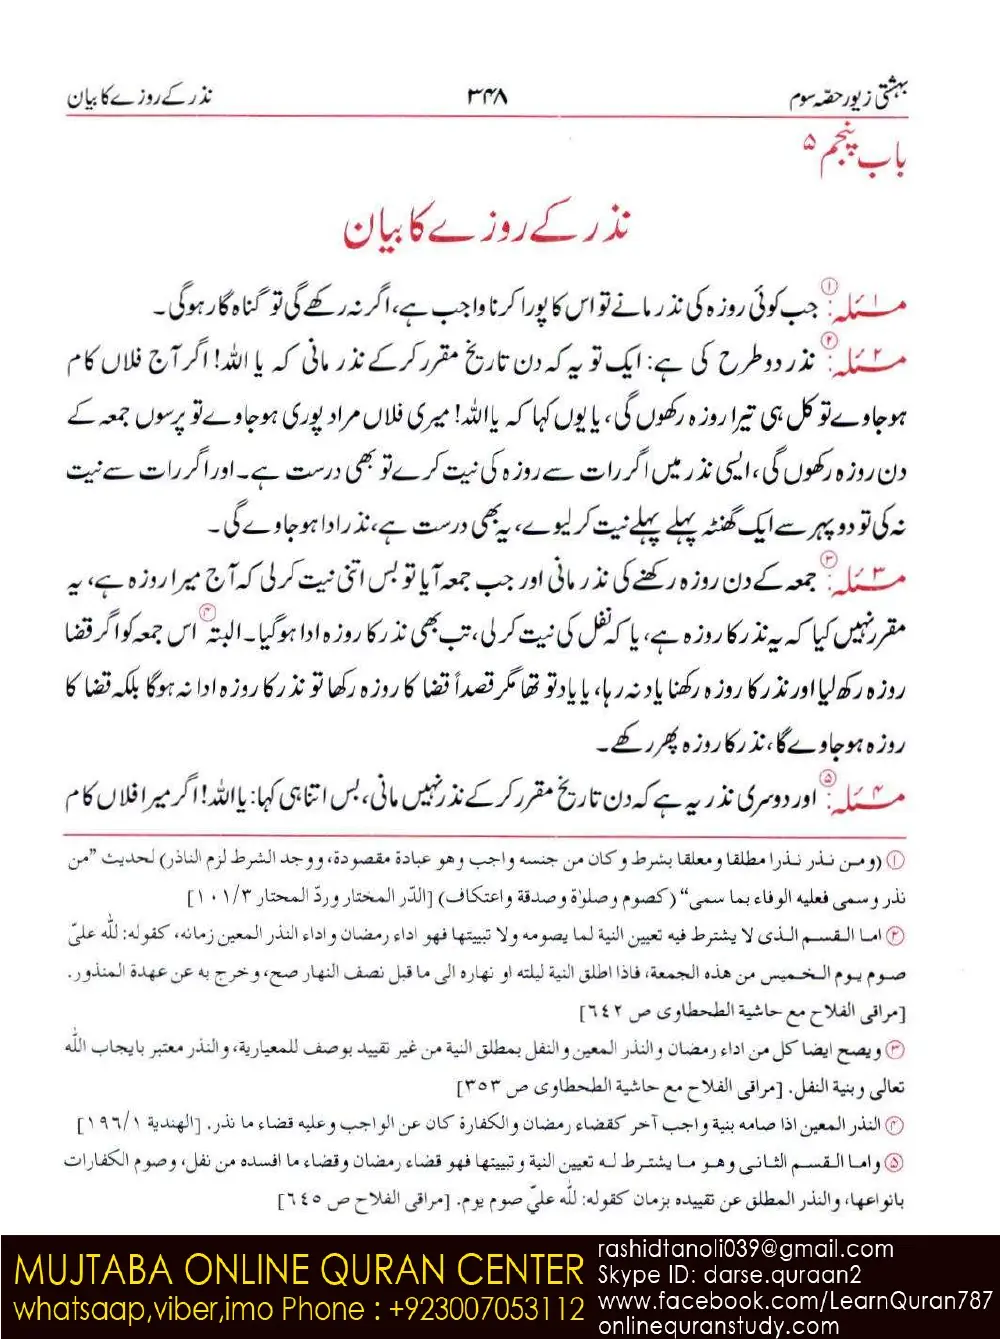 بہشتی زیور حصّہ سوم ۳۴۸ نذر کے روزے کا بیان
باب پنجم ۵
نذر کے روزے کا بیان
مسئلہ۱: ① جب کوئی روزہ کی نذر مانے تو اس کا پورا کرنا واجب ہے، اگر نہ رکھے گی تو گناہ گار ہوگی۔
مسئلہ۲: ② نذر دو طرح کی ہے: ایک تو یہ کہ دن تاریخ مقرر کر کے نذر مانی کہ یا اللہ! اگر آج فلاں کام
ہو جاوے تو کل ہی تیرا روزہ رکھوں گی، یا یوں کہا کہ یا اللہ! میری فلاں مراد پوری ہو جاوے تو پرسوں جمعہ کے
دن روزہ رکھوں گی، ایسی نذر میں اگر رات سے روزہ کی نیت کرے تو بھی درست ہے۔ اور اگر رات سے نیت
نہ کی تو دوپہر سے ایک گھنٹہ پہلے پہلے نیت کر لیوے، یہ بھی درست ہے، نذر ادا ہو جاوے گی۔
مسئلہ۳: ③ جمعہ کے دن روزہ رکھنے کی نذر مانی اور جب جمعہ آیا تو بس اتنی نیت کر لی کہ آج میرا روزہ ہے، یہ
مقرر نہیں کیا کہ یہ نذر کا روزہ ہے، یا کہ نفل کی نیت کر لی، تب بھی نذر کا روزہ ادا ہو گیا۔ البتہ ④ اس جمعہ کو اگر قضا
روزہ رکھ لیا اور نذر کا روزہ رکھنا یاد نہ رہا، یا یاد تو تھا مگر قصداً قضا کا روزہ رکھا تو نذر کا روزہ ادا نہ ہوگا بلکہ قضا کا
روزہ ہو جاوے گا، نذر کا روزہ پھر رکھے۔
مسئلہ۴: ⑤ اور دوسری نذر یہ ہے کہ دن تاریخ مقرر کر کے نذر نہیں مانی، بس اتنا ہی کہا: یا اللہ! اگر میرا فلاں کام
① (ومن نذر نذرا مطلقا ومعلقا بشرط وكان من جنسه واجب وهو عبادة مقصودة، ووجد الشرط لزم الناذر) لحديث ”من
نذر وسمى فعليه الوفاء بما سمى“ (كصوم وصلوٰة وصدقة واعتكاف) [الدّر المختار وردّ المحتار ۳/۱۰۱]
② اما القسم الذى لا يشترط فيه تعيين النية لما يصومه ولا تبييتها فهو اداء رمضان واداء النذر المعين زمانه، كقوله: لله علىّ
صوم يوم الخميس من هذه الجمعة، فاذا اطلق النية ليلته او نهاره الى ما قبل نصف النهار صح، وخرج به عن عهدة المنذور.
[مراقى الفلاح مع حاشية الطحطاوى ص ٦٤٢]
③ ويصح ايضا كل من اداء رمضان والنذر المعين والنفل بمطلق النية من غير تقييد بوصف للمعيارية، والنذر معتبر بايجاب الله
تعالى وبنية النفل. [مراقى الفلاح مع حاشية الطحطاوى ص ٣٥٣]
④ النذر المعين اذا صامه بنية واجب آخر كقضاء رمضان والكفارة كان عن الواجب وعليه قضاء ما نذر. [الهندية ١/١٩٦]
⑤ واما القسم الثانى وهو ما يشترط له تعيين النية وتبييتها فهو قضاء رمضان وقضاء ما افسده من نفل، وصوم الكفارات
بانواعها، والنذر المطلق عن تقييده بزمان كقوله: لله علىّ صوم يوم. [مراقى الفلاح ص ٦٤٥]
MUJTABA ONLINE QURAN CENTER
whatsaap,viber,imo Phone : +923007053112
rashidtanoli039@gmail.com
Skype ID: darse.quraan2
www.facebook.com/LearnQuran787
onlinequranstudy.com